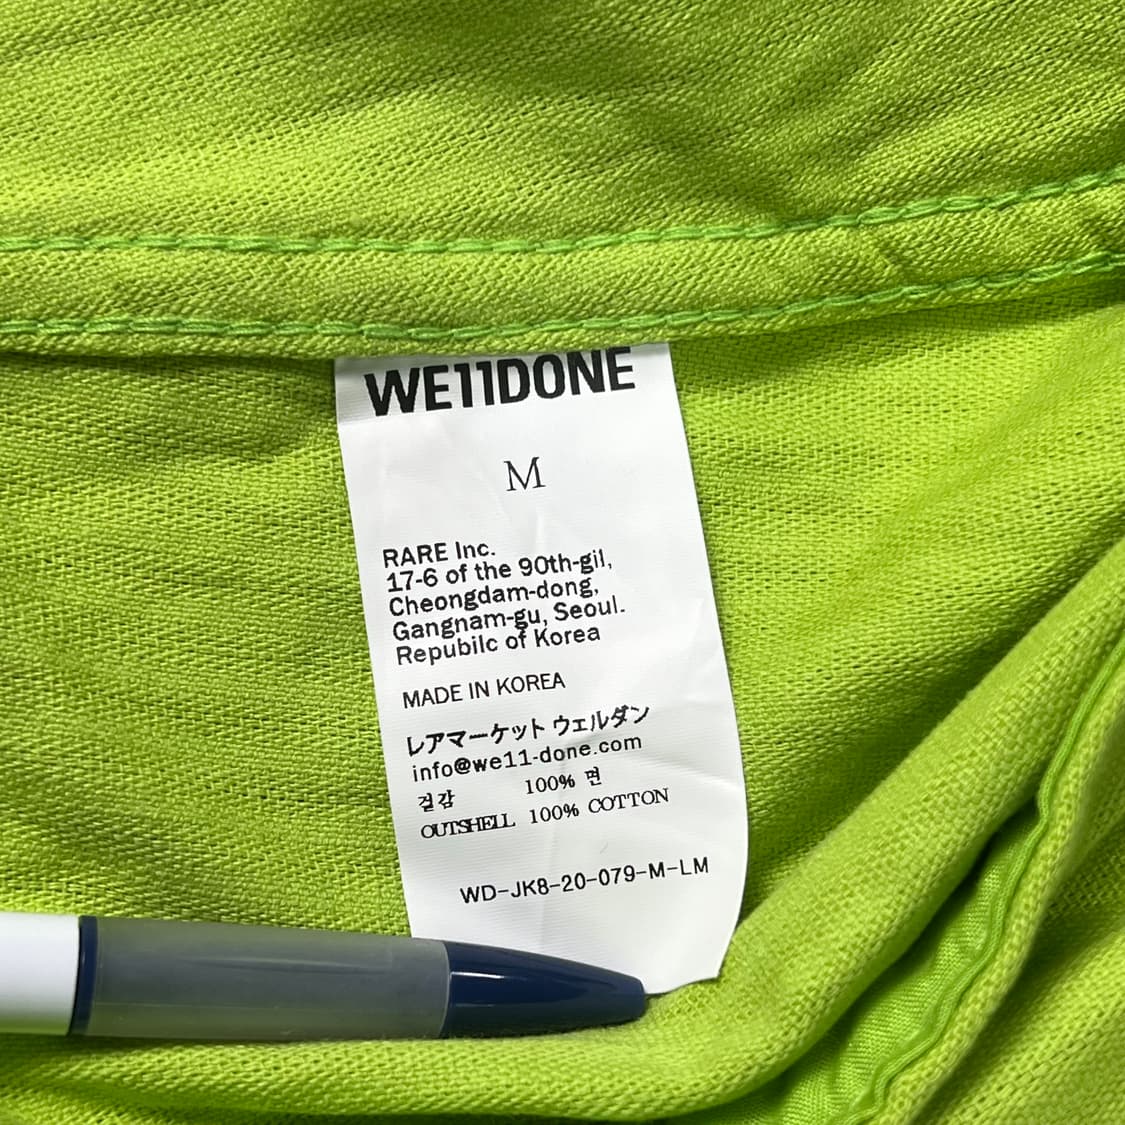 WE11DONE
M
RARE Inc.
17-6 of the 90th-gil,
Cheongdam-dong,
Gangnam-gu, Seoul.
Repubilc of Korea
MADE IN KOREA
レアマーケット ウェルダン
info@we11-done.com
겉감 100% 면
OUTSHELL 100% COTTON
WD-JK8-20-079-M-LM